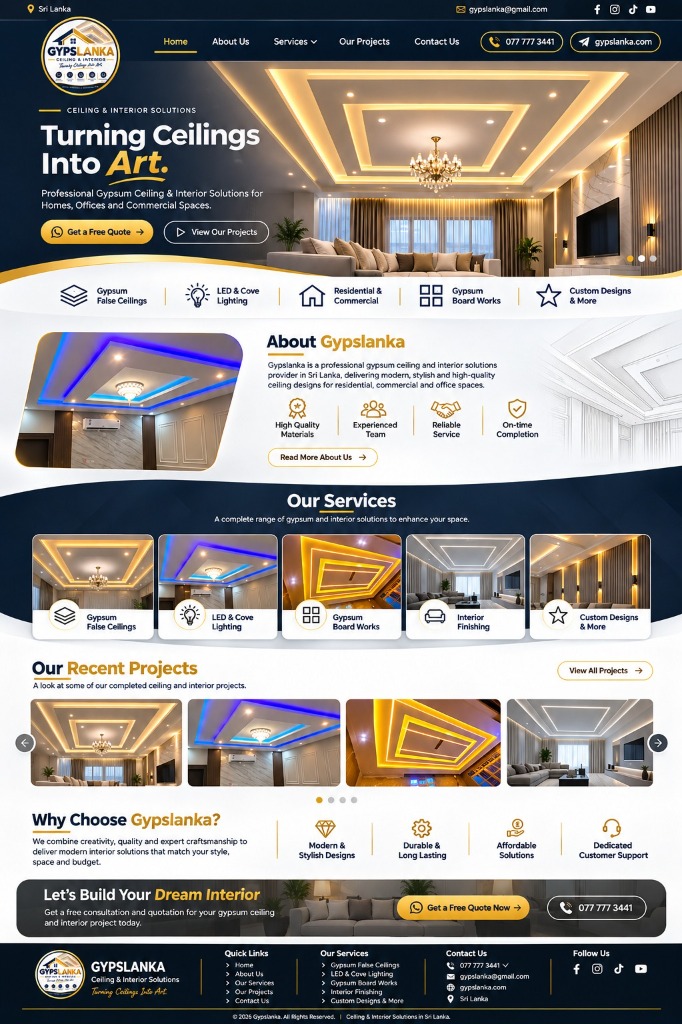 Sri Lanka
gypslanka@gmail.com
GYPSLANKA
CEILING & INTERIOR
Turning Ceilings Into Art
Home
About Us
Services
Our Projects
Contact Us
077 777 3441
gypslanka.com
CEILING & INTERIOR SOLUTIONS
Turning Ceilings
Into Art.
Professional Gypsum Ceiling & Interior Solutions for
Homes, Offices and Commercial Spaces.
Get a Free Quote
View Our Projects
Gypsum
False Ceilings
LED & Cove
Lighting
Residential &
Commercial
Gypsum
Board Works
Custom Designs
& More
About Gypslanka
Gypslanka is a professional gypsum ceiling and interior solutions
provider in Sri Lanka, delivering modern, stylish and high-quality
ceiling designs for residential, commercial and office spaces.
High Quality
Materials
Experienced
Team
Reliable
Service
On-time
Completion
Read More About Us
Our Services
A complete range of gypsum and interior solutions to enhance your space.
Gypsum
False Ceilings
LED & Cove
Lighting
Gypsum
Board Works
Interior
Finishing
Custom Designs
& More
Our Recent Projects
A look at some of our completed ceiling and interior projects.
View All Projects
Why Choose Gypslanka?
We combine creativity, quality and expert craftsmanship to
deliver modern interior solutions that match your style,
space and budget.
Modern &
Stylish Designs
Durable &
Long Lasting
Affordable
Solutions
Dedicated
Customer Support
Let's Build Your Dream Interior
Get a free consultation and quotation for your gypsum ceiling
and interior project today.
Get a Free Quote Now
077 777 3441
GYPSLANKA
GYPSLANKA
Ceiling & Interior Solutions
Turning Ceilings Into Art.
Quick Links
Home
About Us
Our Services
Our Projects
Contact Us
Our Services
Gypsum False Ceilings
LED & Cove Lighting
Gypsum Board Works
Interior Finishing
Custom Designs & More
Contact Us
077 777 3441
gypslanka@gmail.com
gypslanka.com
Sri Lanka
Follow Us
© 2026 Gypslanka. All Rights Reserved. | Ceiling & Interior Solutions in Sri Lanka.